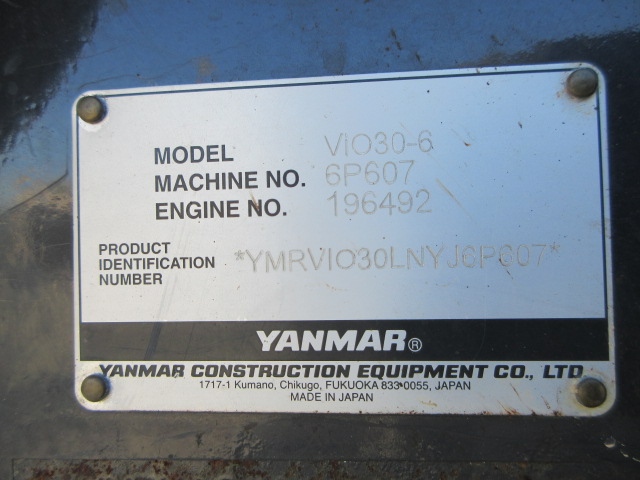 MODEL VIO30-6
MACHINE NO. 6P607
ENGINE NO. 196492
PRODUCT
IDENTIFICATION
NUMBER
*YMRVIO30LNYJ6P607*
YANMAR®
YANMAR CONSTRUCTION EQUIPMENT CO., LTD
1717-1 Kumano, Chikugo, FUKUOKA 833-0055, JAPAN
MADE IN JAPAN